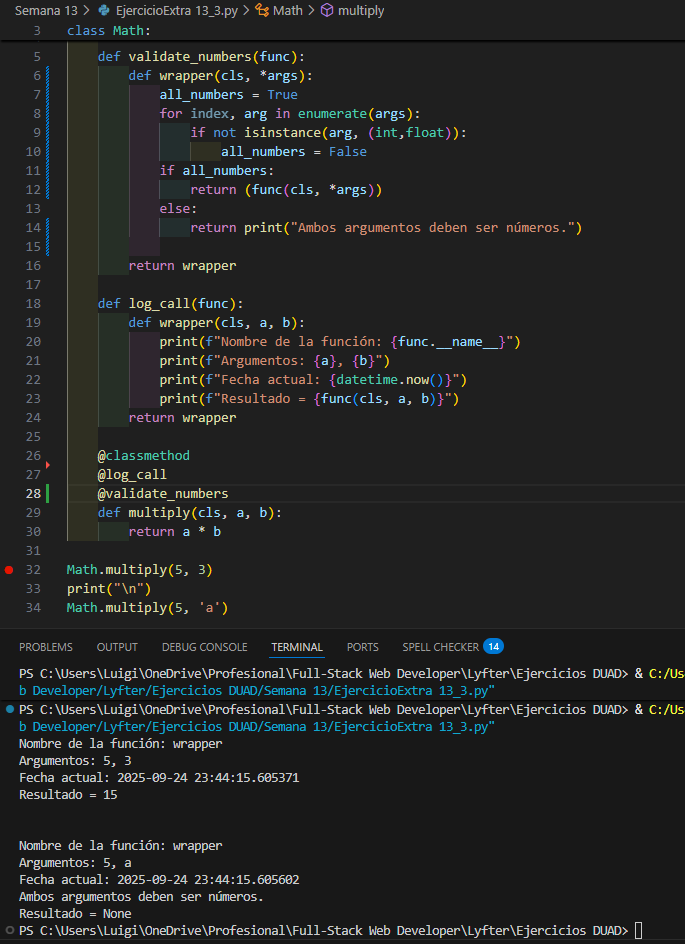 Semana 13 > EjercicioExtra 13_3.py > Math > multiply
3 class Math:
5     def validate_numbers(func):
6         def wrapper(cls, *args):
7             all_numbers = True
8             for index, arg in enumerate(args):
9                 if not isinstance(arg, (int,float)):
10                     all_numbers = False
11             if all_numbers:
12                 return (func(cls, *args))
13             else:
14                 return print("Ambos argumentos deben ser números.")
15
16         return wrapper
17
18     def log_call(func):
19         def wrapper(cls, a, b):
20             print(f"Nombre de la función: {func.__name__}")
21             print(f"Argumentos: {a}, {b}")
22             print(f"Fecha actual: {datetime.now()}")
23             print(f"Resultado = {func(cls, a, b)}")
24         return wrapper
25
26     @classmethod
27     @log_call
28     @validate_numbers
29     def multiply(cls, a, b):
30         return a * b
31
32 Math.multiply(5, 3)
33 print("\n")
34 Math.multiply(5, 'a')
PROBLEMS OUTPUT DEBUG CONSOLE TERMINAL PORTS SPELL CHECKER 14
PS C:\Users\Luigi\OneDrive\Profesional\Full-Stack Web Developer\Lyfter\Ejercicios DUAD> & C:/Us
b Developer/Lyfter/Ejercicios DUAD/Semana 13/EjercicioExtra 13_3.py"
PS C:\Users\Luigi\OneDrive\Profesional\Full-Stack Web Developer\Lyfter\Ejercicios DUAD> & C:/Us
b Developer/Lyfter/Ejercicios DUAD/Semana 13/EjercicioExtra 13_3.py"
Nombre de la función: wrapper
Argumentos: 5, 3
Fecha actual: 2025-09-24 23:44:15.605371
Resultado = 15
Nombre de la función: wrapper
Argumentos: 5, a
Fecha actual: 2025-09-24 23:44:15.605602
Ambos argumentos deben ser números.
Resultado = None
PS C:\Users\Luigi\OneDrive\Profesional\Full-Stack Web Developer\Lyfter\Ejercicios DUAD>